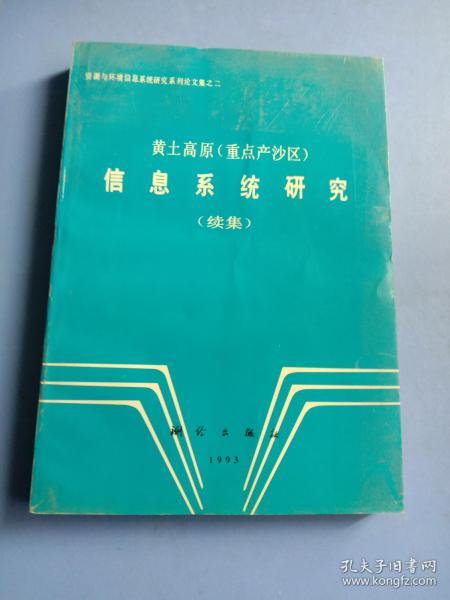 资源与环境信息系统研究系列论文集之二
黄土高原(重点产沙区)
信息系统研究
(续集)
测绘出版社
1993
孔夫子旧书网
www.kongfz.com